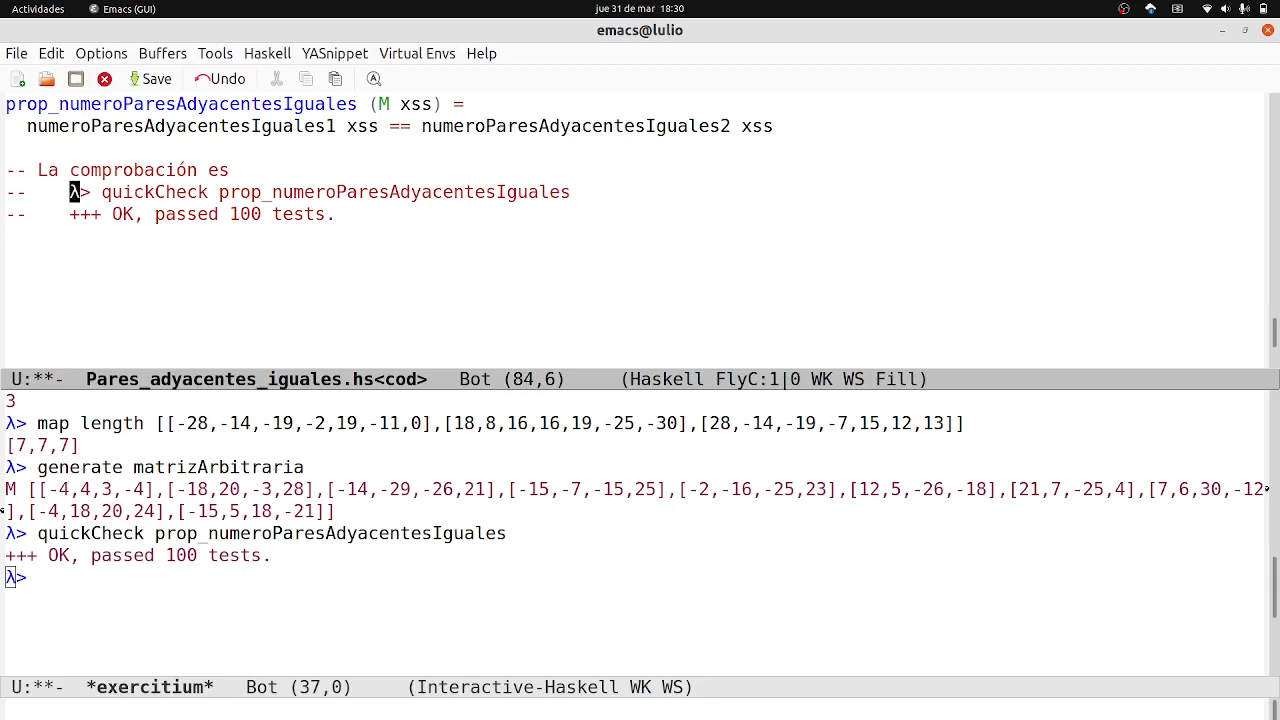 Actividades Emacs (GUI) jue 31 de mar 18:30
emacs@lulio
File Edit Options Buffers Tools Haskell YASnippet Virtual Envs Help
Save Undo
prop_numeroParesAdyacentesIguales (M xss) =
  numeroParesAdyacentesIguales1 xss == numeroParesAdyacentesIguales2 xss
-- La comprobación es
--    λ> quickCheck prop_numeroParesAdyacentesIguales
--    +++ OK, passed 100 tests.
U:**-  Pares_adyacentes_iguales.hs<cod>   Bot (84,6)     (Haskell FlyC:1|0 WK WS Fill)
3
λ> map length [[-28,-14,-19,-2,19,-11,0],[18,8,16,16,19,-25,-30],[28,-14,-19,-7,15,12,13]]
[7,7,7]
λ> generate matrizArbitraria
M [[-4,4,3,-4],[-18,20,-3,28],[-14,-29,-26,21],[-15,-7,-15,25],[-2,-16,-25,23],[12,5,-26,-18],[21,7,-25,4],[7,6,30,-12
],[-4,18,20,24],[-15,5,18,-21]]
λ> quickCheck prop_numeroParesAdyacentesIguales
+++ OK, passed 100 tests.
λ>
U:**-  *exercitium*   Bot (37,0)     (Interactive-Haskell WK WS)